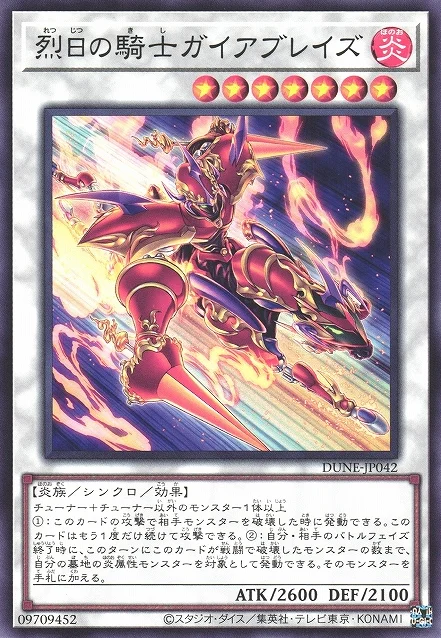 烈日の騎士ガイアブレイズ
炎
DUNE-JP042
【炎族／シンクロ／効果】
チューナー＋チューナー以外のモンスター1体以上
①：このカードの攻撃で相手モンスターを破壊した時に発動できる。この
カードはもう1度だけ続けて攻撃できる。②：自分・相手のバトルフェイズ
終了時に、このターンにこのカードが戦闘で破壊したモンスターの数まで、
自分の墓地の炎属性モンスターを対象として発動できる。そのモンスターを
手札に加える。
ATK/2600 DEF/2100
09709452
©スタジオ・ダイス／集英社・テレビ東京・KONAMI